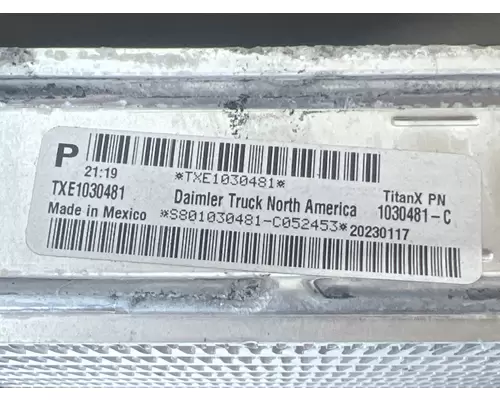 P
21:19
*TXE1030481*
TXE1030481 Daimler Truck North America TitanX PN
1030481-C
Made in Mexico *S801030481-C052453* 20230117